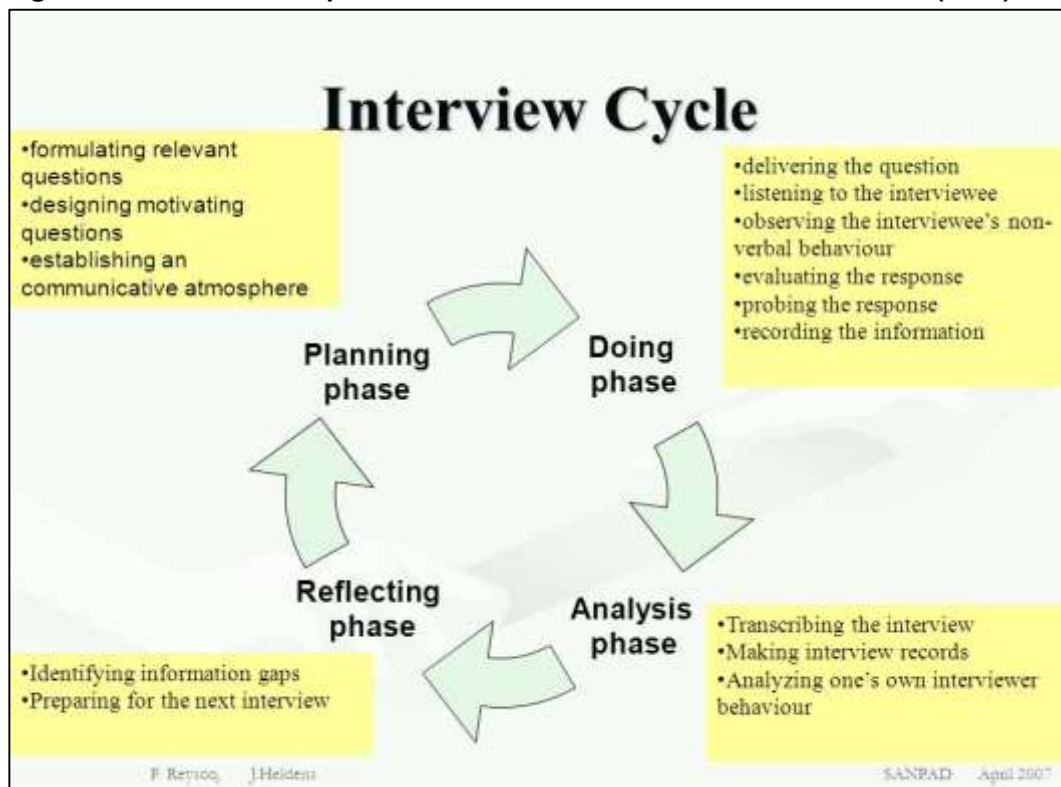 Interview Cycle
•formulating relevant
questions
•designing motivating
questions
•establishing an
communicative atmosphere
•delivering the question
•listening to the interviewee
•observing the interviewee's non-
verbal behaviour
•evaluating the response
•probing the response
•recording the information
Planning
phase
Doing
phase
Reflecting
phase
Analysis
phase
•Identifying information gaps
•Preparing for the next interview
•Transcribing the interview
•Making interview records
•Analyzing one's own interviewer
behaviour
SANPAD April 2007